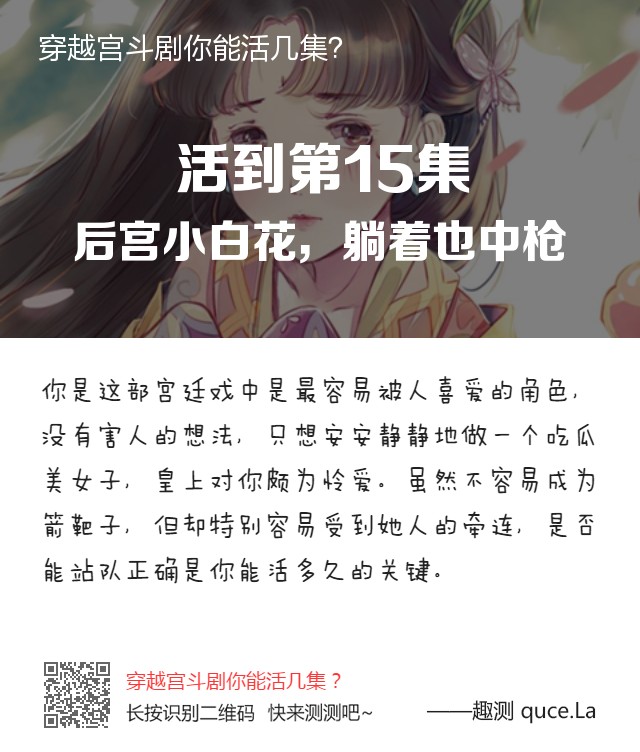 穿越宫斗剧你能活几集?
活到第15集
后宫小白花，躺着也中枪
你是这部宫廷戏中是最容易被人喜爱的角色，
没有害人的想法，只想安安静静地做一个吃瓜
美女子，皇上对你颇为怜爱。虽然不容易成为
箭靶子，但却特别容易受到她人的牵连，是否
能站队正确是你能活多久的关键。
穿越宫斗剧你能活几集？
长按识别二维码 快来测测吧~
——趣测 quce.La